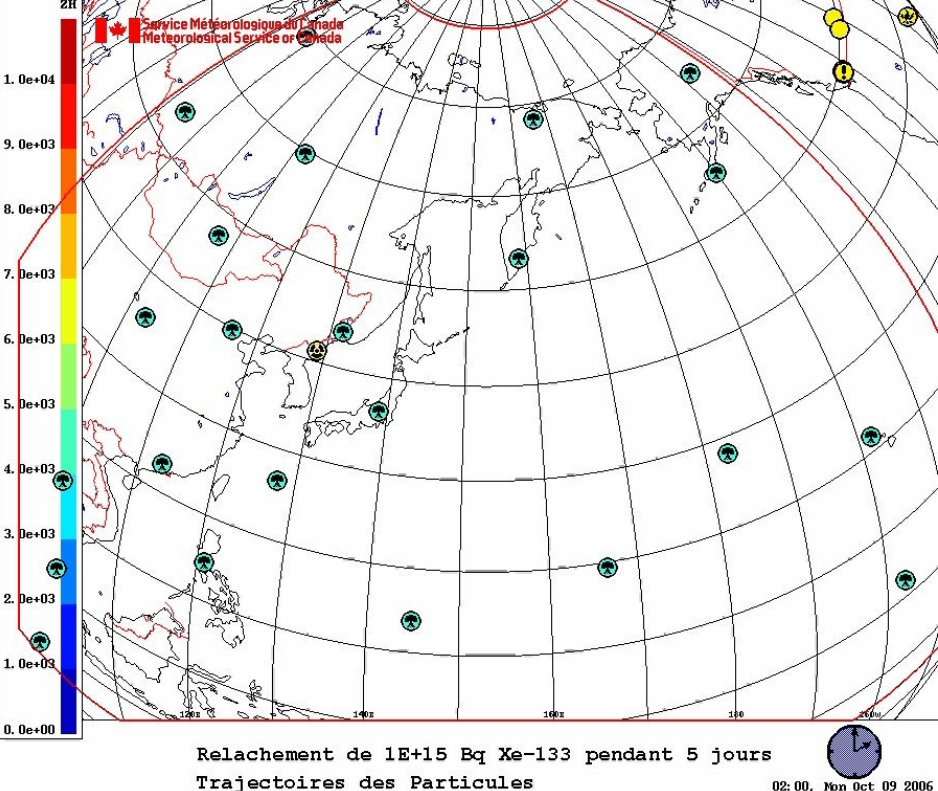 ZH
Service Météorologique du Canada
Meteorological Service of Canada
1.0e+04
9.0e+03
8.0e+03
7.0e+03
6.0e+03
5.0e+03
4.0e+03
3.0e+03
2.0e+03
1.0e+03
0.0e+00
120E 140E 160E 180 160W
Relachement de 1E+15 Bq Xe-133 pendant 5 jours
Trajectoires des Particules
02:00, Mon Oct 09 2006